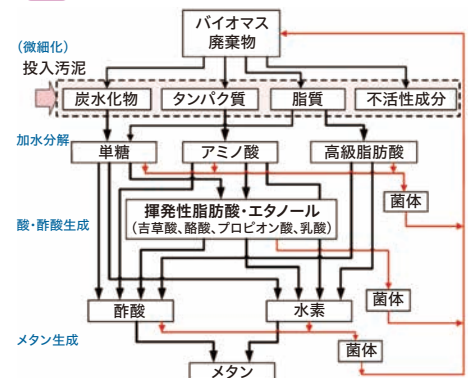 バイオマス
廃棄物
(微細化)
投入汚泥
炭水化物
タンパク質
脂質
不活性成分
加水分解
単糖
アミノ酸
高級脂肪酸
菌体
酸・酢酸生成
揮発性脂肪酸・エタノール
(吉草酸、酪酸、プロピオン酸、乳酸)
菌体
酢酸
水素
メタン生成
菌体
メタン